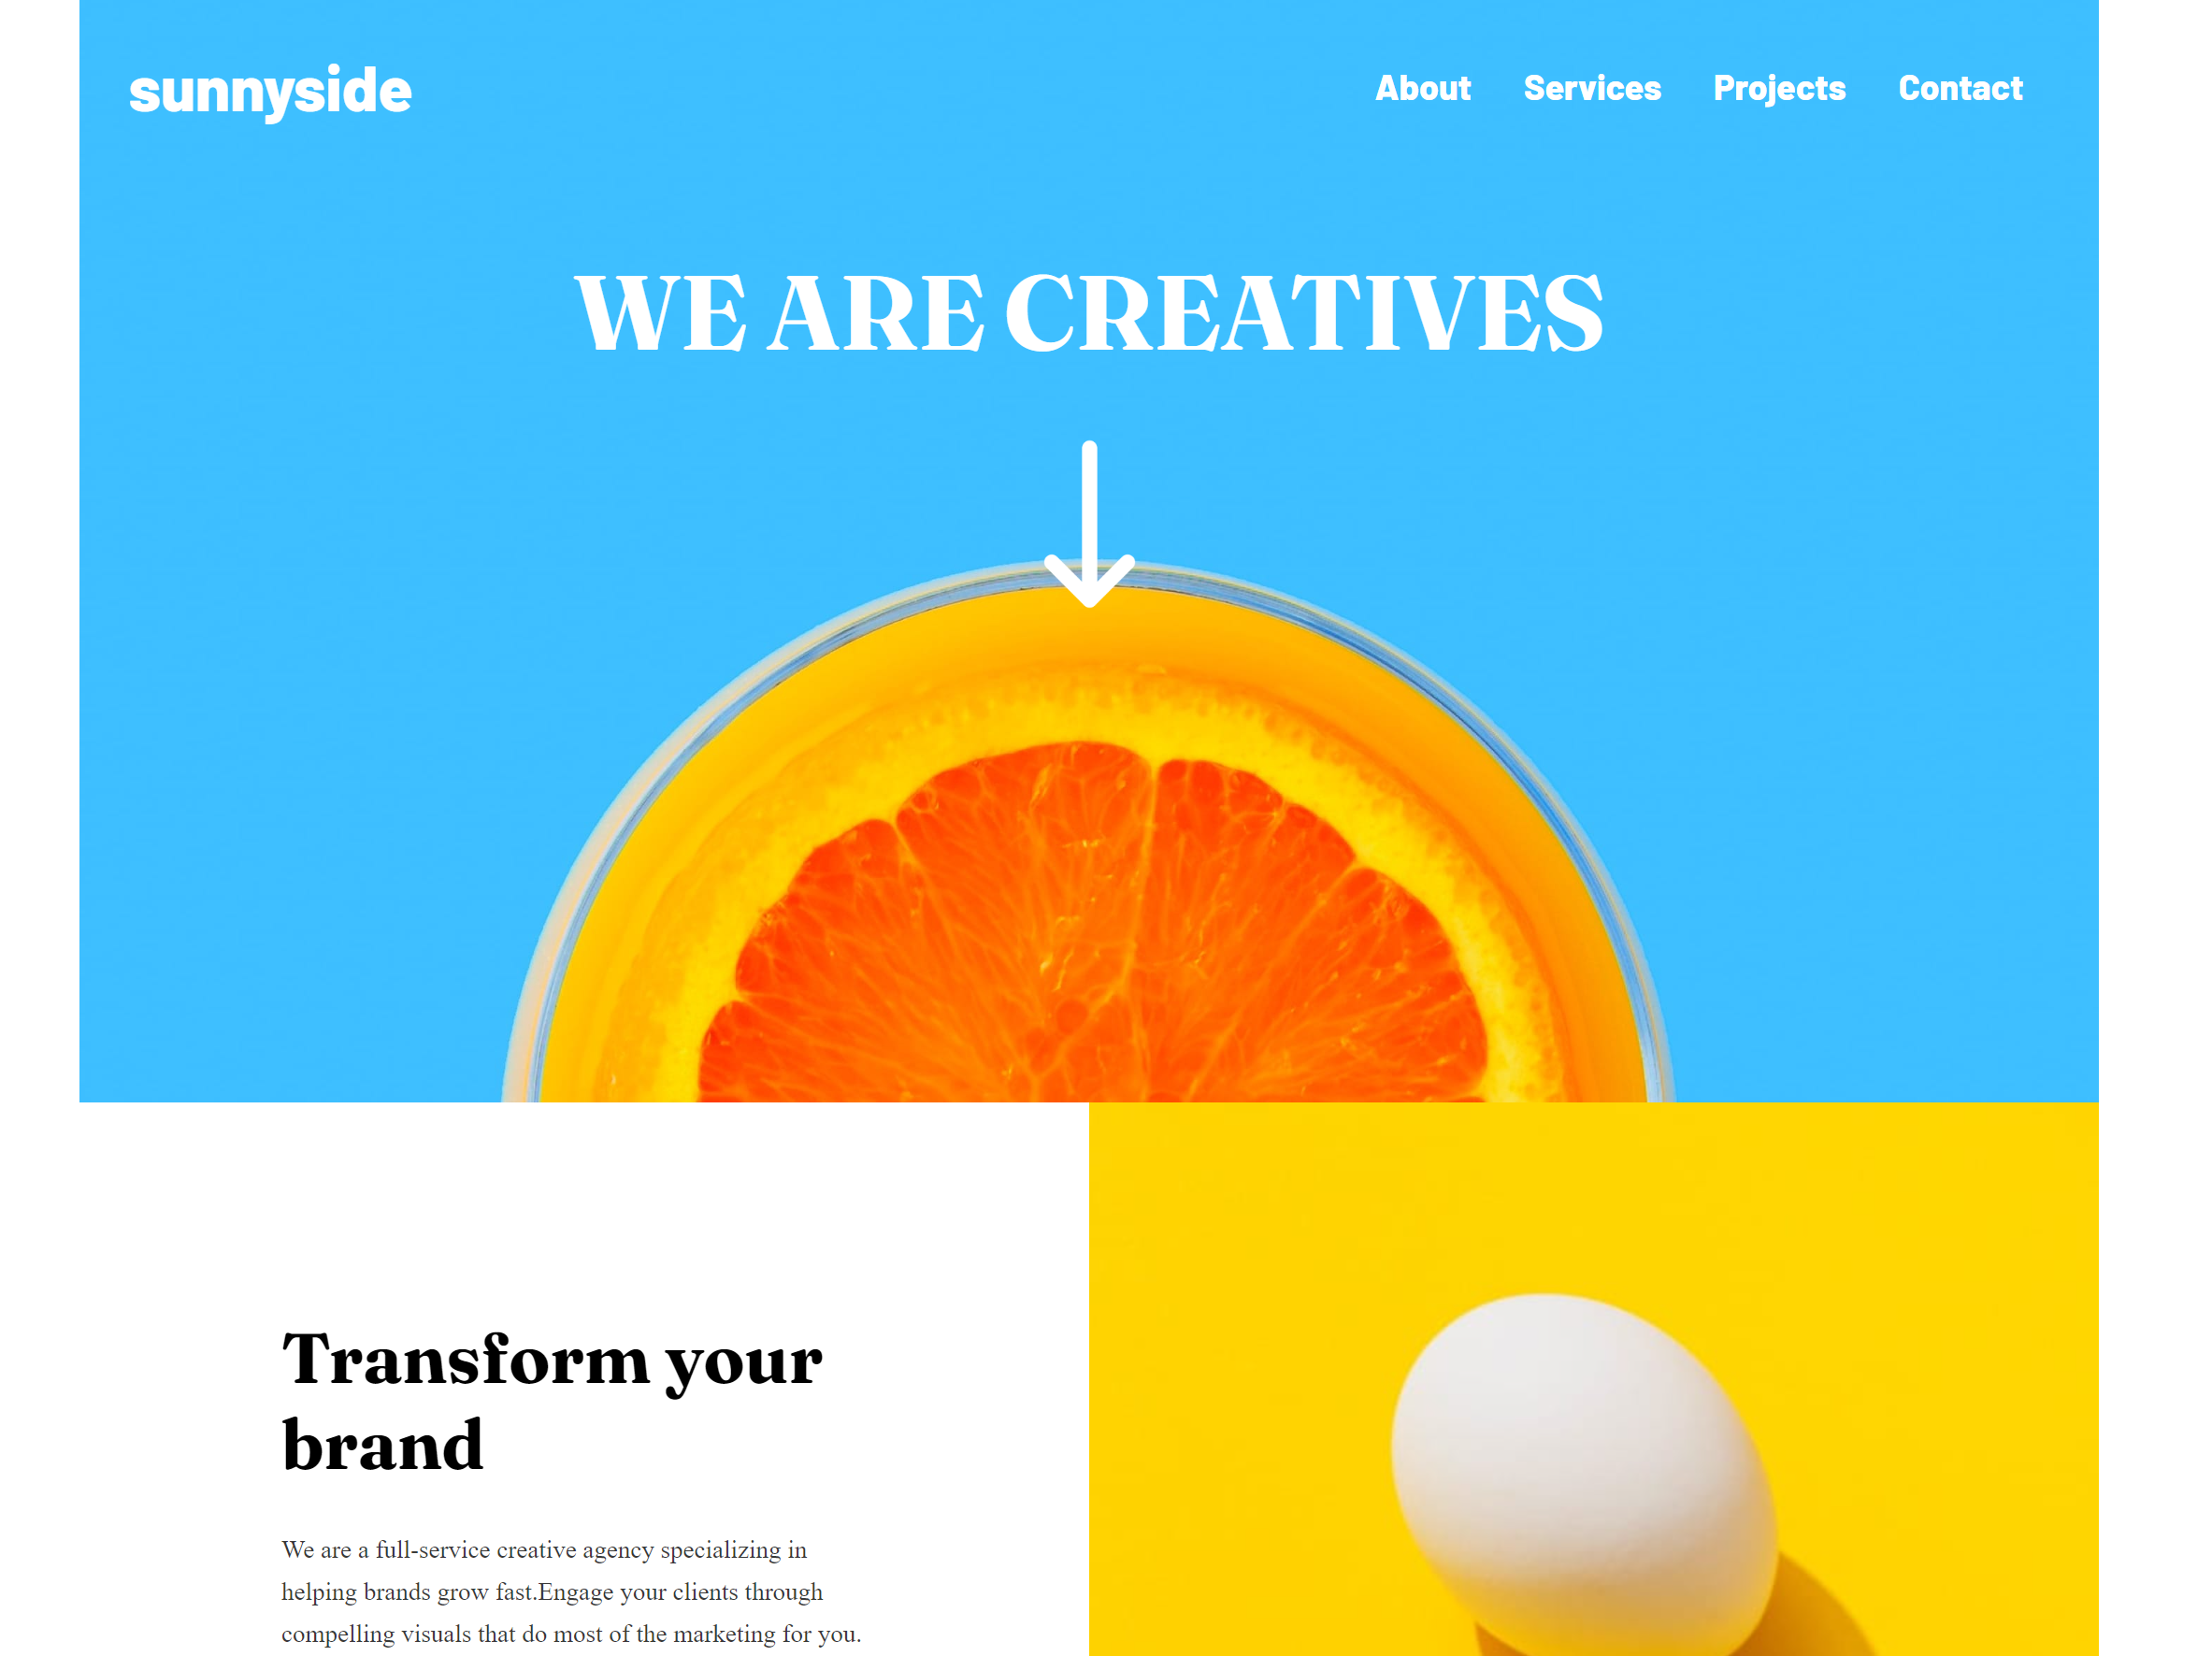 sunnyside
About Services Projects Contact
WE ARE CREATIVES
Transform your
brand
We are a full-service creative agency specializing in
helping brands grow fast.Engage your clients through
compelling visuals that do most of the marketing for you.